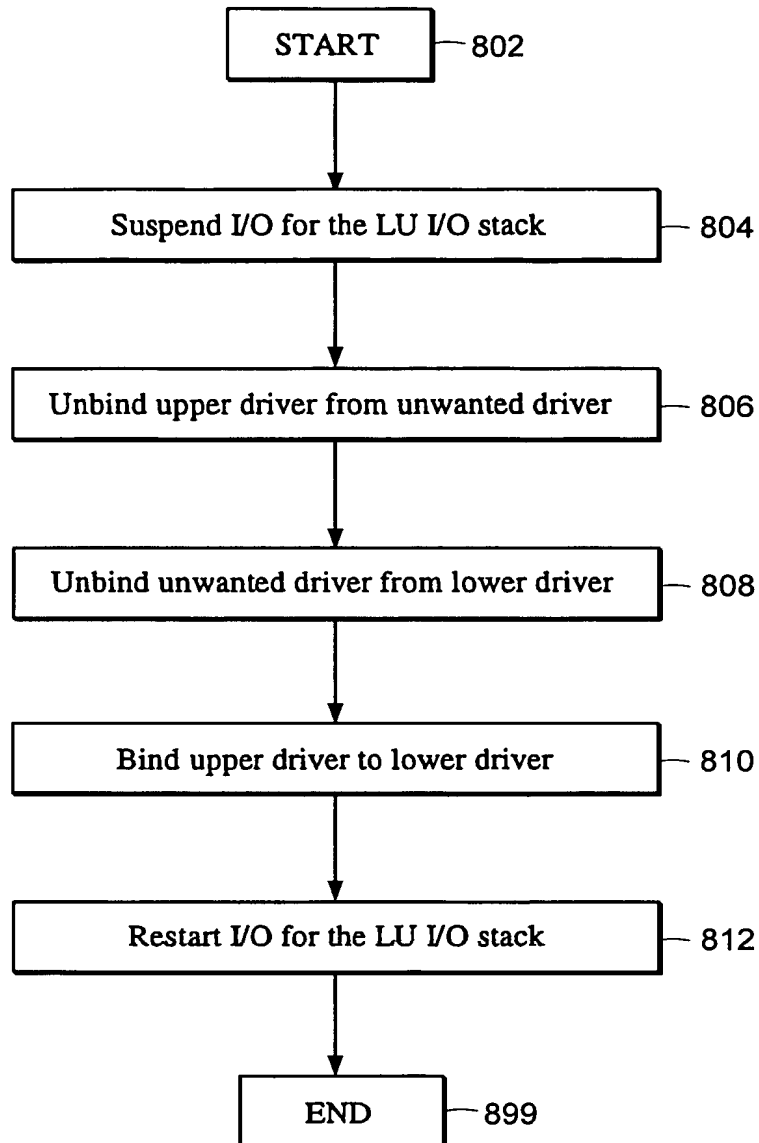 START 802
Suspend I/O for the LU I/O stack 804
Unbind upper driver from unwanted driver 806
Unbind unwanted driver from lower driver 808
Bind upper driver to lower driver 810
Restart I/O for the LU I/O stack 812
END 899